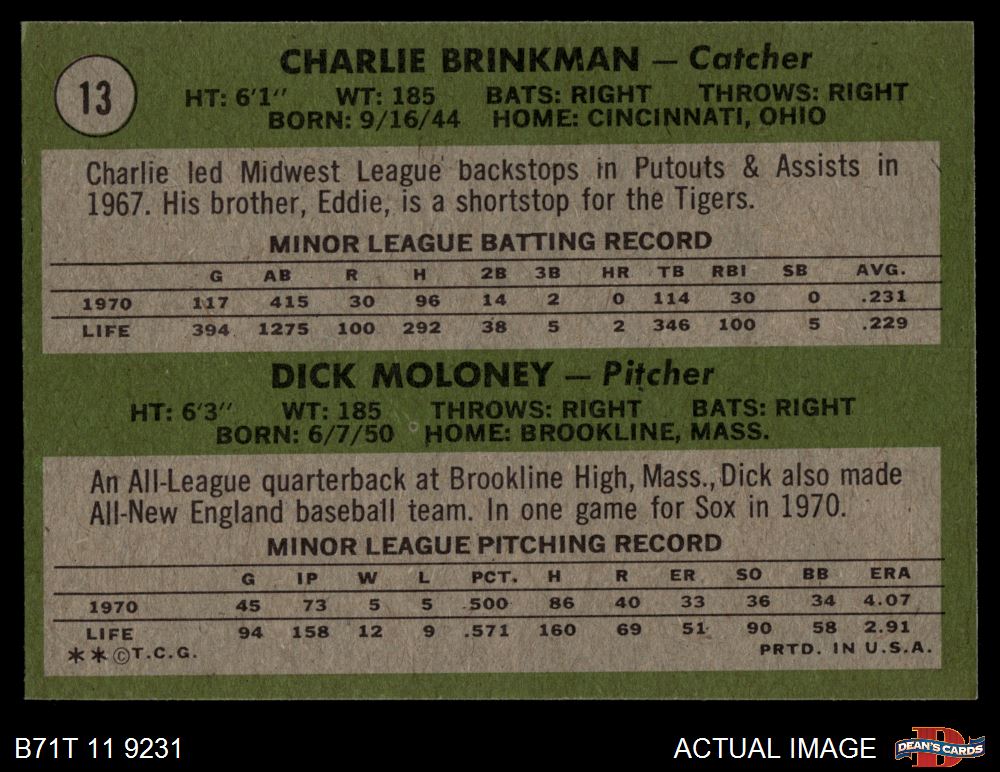 13
CHARLIE BRINKMAN — Catcher
HT: 6'1" WT: 185 BATS: RIGHT THROWS: RIGHT
BORN: 9/16/44 HOME: CINCINNATI, OHIO
Charlie led Midwest League backstops in Putouts & Assists in
1967. His brother, Eddie, is a shortstop for the Tigers.
MINOR LEAGUE BATTING RECORD
G AB R H 2B 3B HR TB RBI SB AVG.
1970 117 415 30 96 14 2 0 114 30 0 .231
LIFE 394 1275 100 292 38 5 2 346 100 5 .229
DICK MOLONEY — Pitcher
HT: 6'3" WT: 185 THROWS: RIGHT BATS: RIGHT
BORN: 6/7/50 HOME: BROOKLINE, MASS.
An All-League quarterback at Brookline High, Mass., Dick also made
All-New England baseball team. In one game for Sox in 1970.
MINOR LEAGUE PITCHING RECORD
G IP W L PCT. H R ER SO BB ERA
1970 45 73 5 5 .500 86 40 33 36 34 4.07
LIFE 94 158 12 9 .571 160 69 51 90 58 2.91
**©T.C.G. PRTD. IN U.S.A.
B71T 11 9231 ACTUAL IMAGE DEAN'S CARDS